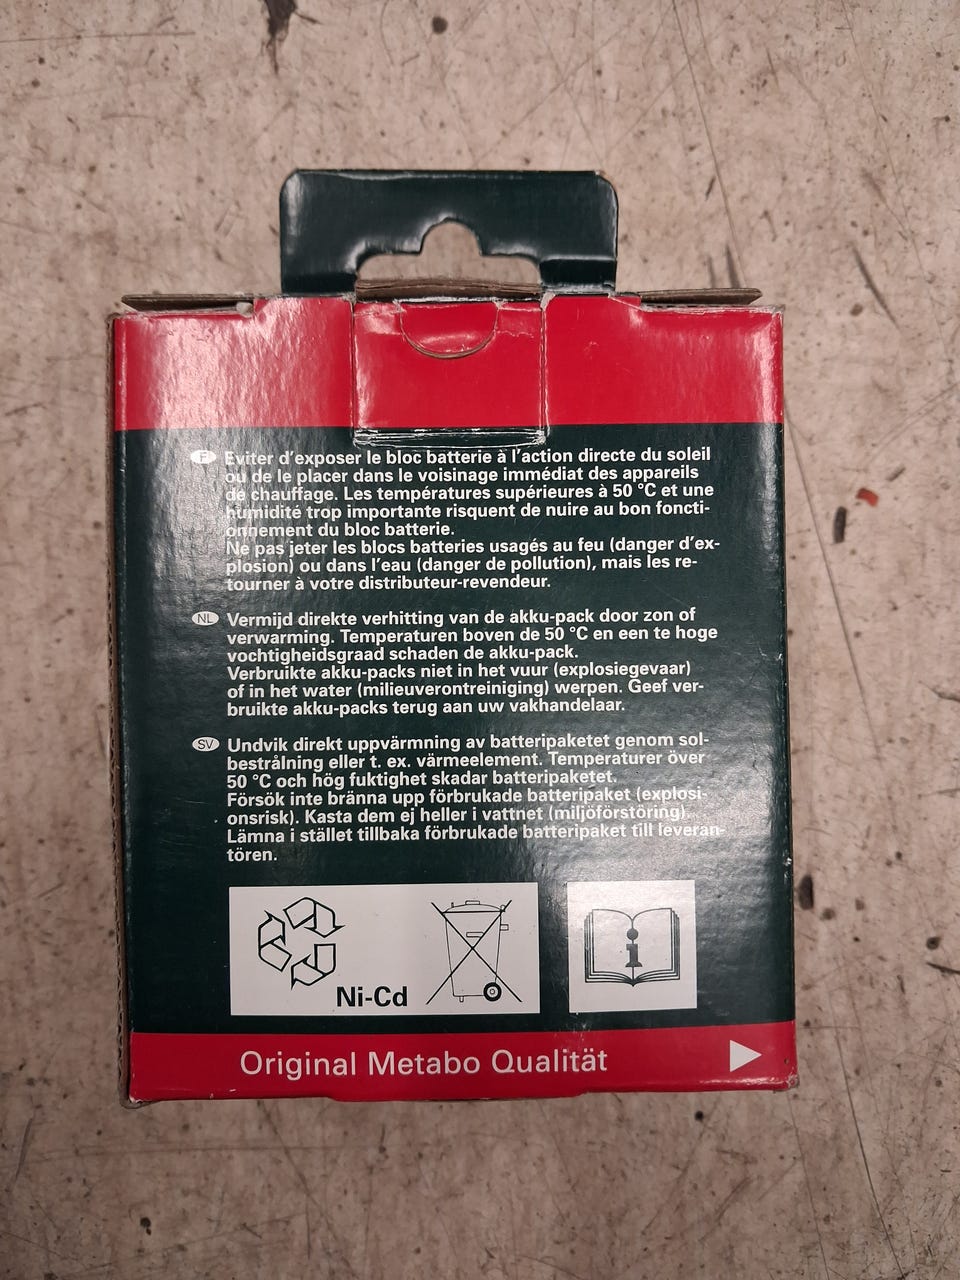 F Eviter d'exposer le bloc batterie à l'action directe du soleil
ou de le placer dans le voisinage immédiat des appareils
de chauffage. Les températures supérieures à 50 °C et une
humidité trop importante risquent de nuire au bon foncti-
onnement du bloc batterie.
Ne pas jeter les blocs batteries usagés au feu (danger d'ex-
plosion) ou dans l'eau (danger de pollution), mais les re-
tourner à votre distributeur-revendeur.
NL Vermijd direkte verhitting van de akku-pack door zon of
verwarming. Temperaturen boven de 50 °C en een te hoge
vochtigheidsgraad schaden de akku-pack.
Verbruikte akku-packs niet in het vuur (explosiegevaar)
of in het water (milieuverontreiniging) werpen. Geef ver-
bruikte akku-packs terug aan uw vakhandelaar.
SV Undvik direkt uppvärmning av batteripaketet genom sol-
bestrålning eller t. ex. värmeelement. Temperaturer över
50 °C och hög fuktighet skadar batteripaketet.
Försök inte bränna upp förbrukade batteripaket (explosi-
onsrisk). Kasta dem ej heller i vattnet (miljöförstöring).
Lämna i stället tillbaka förbrukade batteripaket till leveran-
tören.
Ni-Cd
i
Original Metabo Qualität